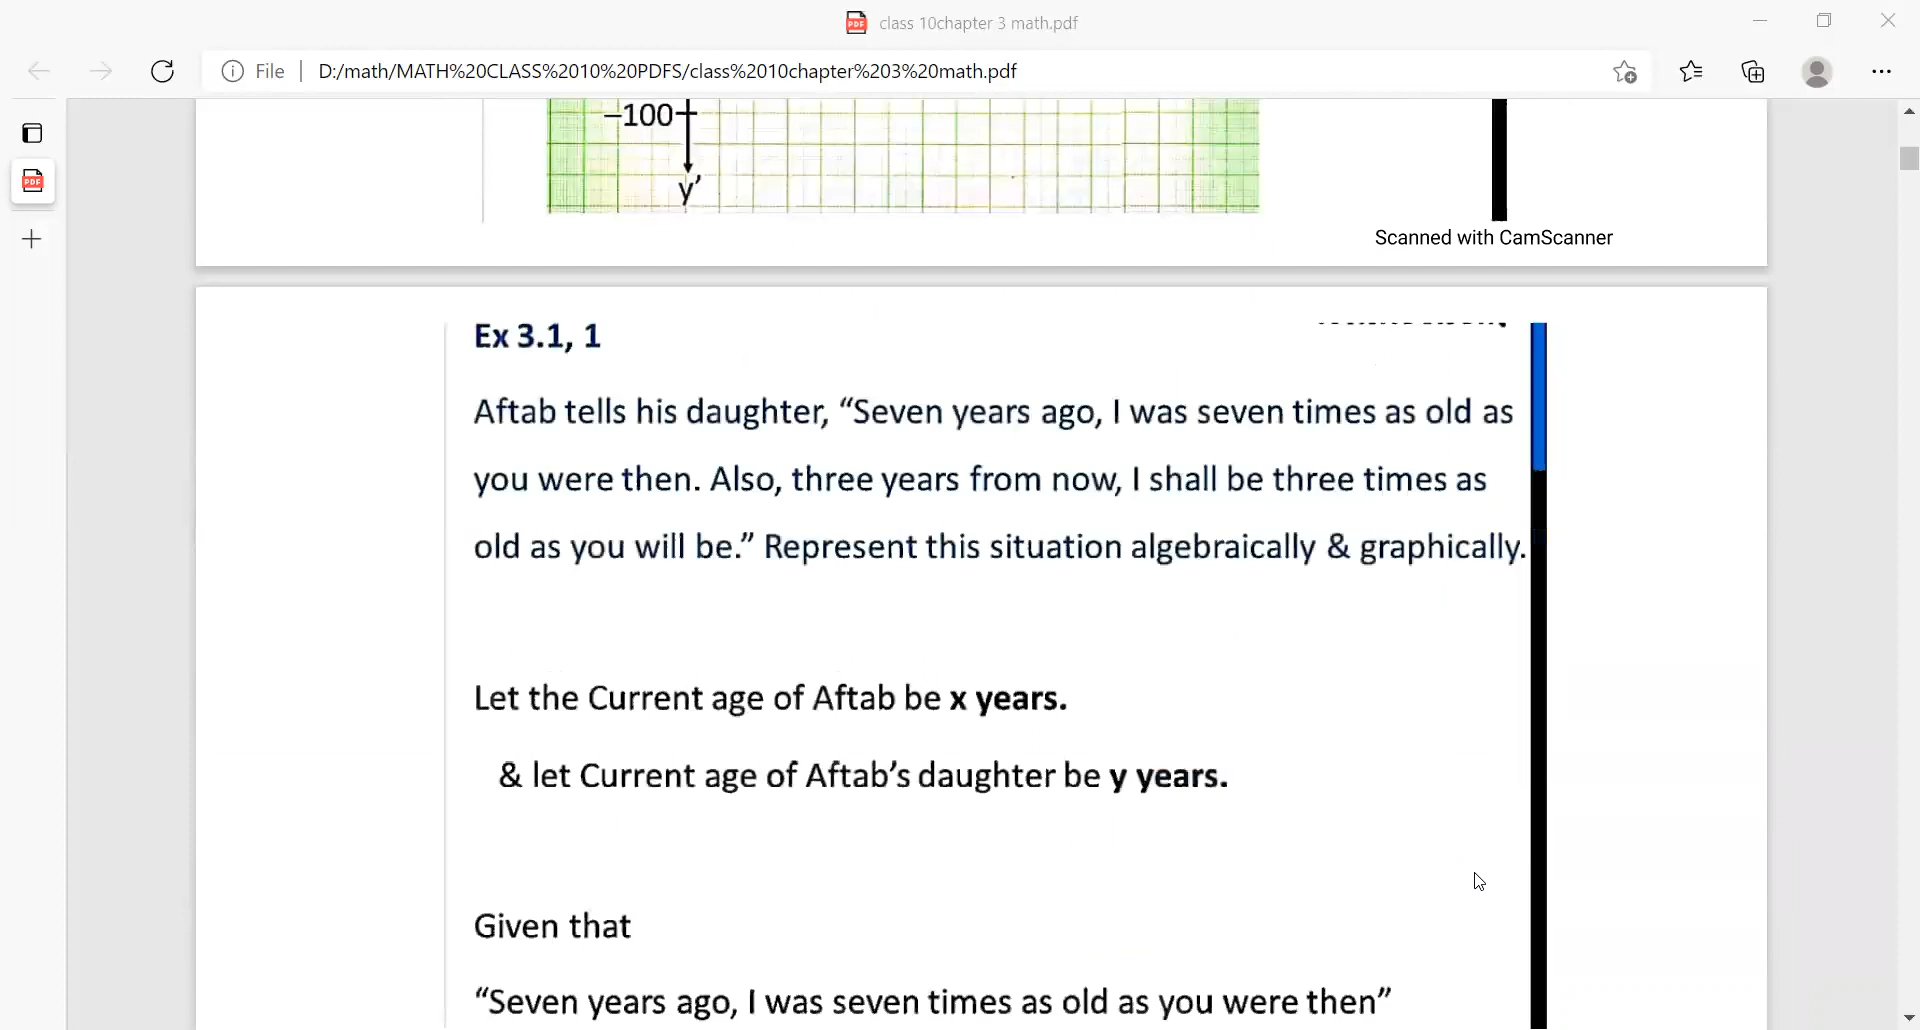 class 10chapter 3 math.pdf
File
D:/math/MATH%20CLASS%2010%20PDFS/class%2010chapter%203%20math.pdf
–100
y’
Scanned with CamScanner
Ex 3.1, 1
Aftab tells his daughter, “Seven years ago, I was seven times as old as
you were then. Also, three years from now, I shall be three times as
old as you will be.” Represent this situation algebraically & graphically.
Let the Current age of Aftab be x years.
& let Current age of Aftab’s daughter be y years.
Given that
“Seven years ago, I was seven times as old as you were then”